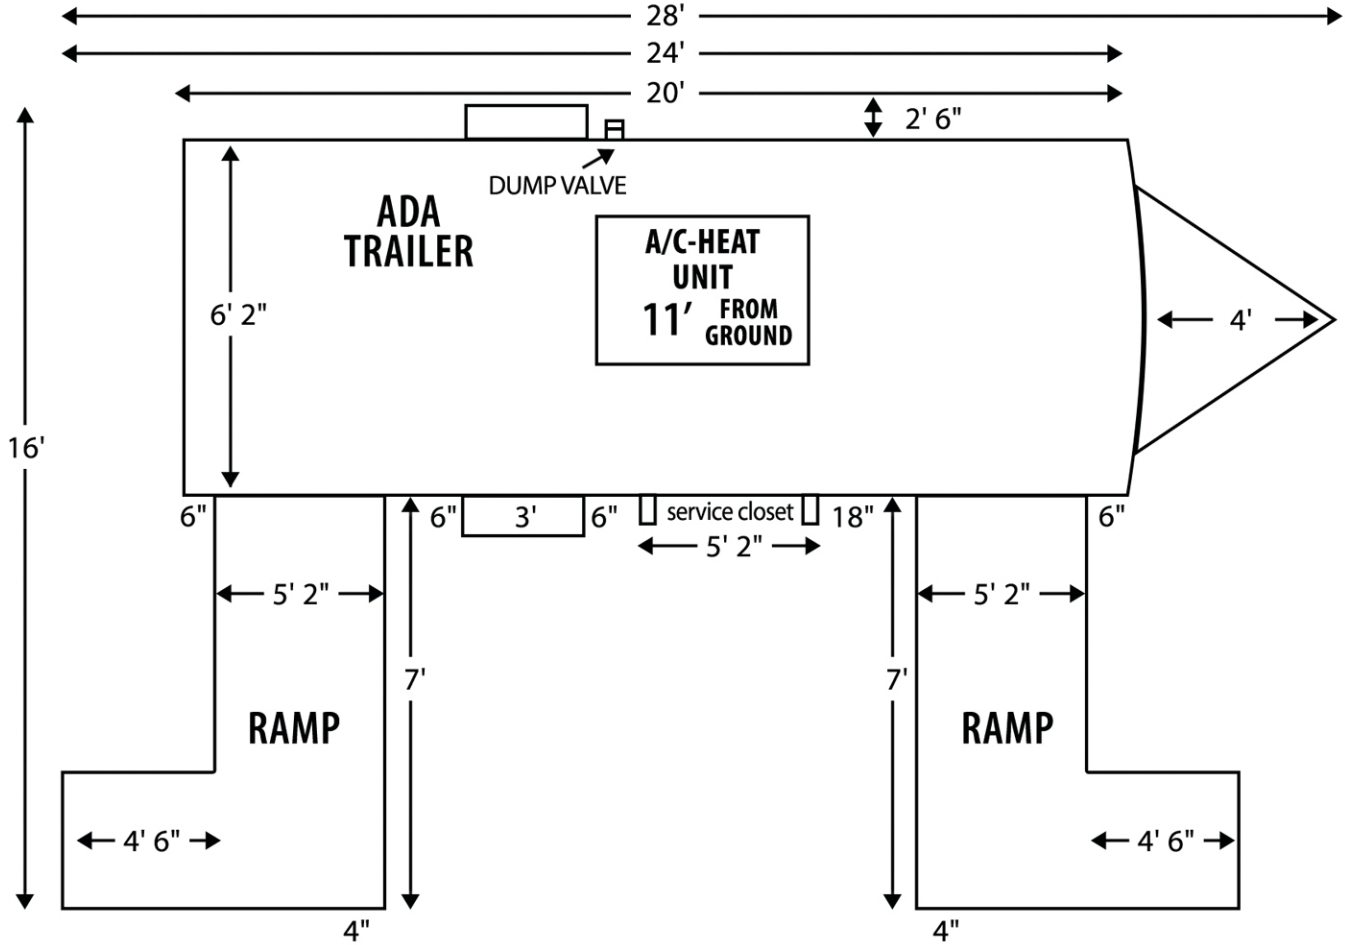 28'
24'
20'
2' 6"
DUMP VALVE
ADA
TRAILER
A/C-HEAT
UNIT
11’ FROM
GROUND
6' 2"
4'
16'
6"
6"
3'
6"
service closet
18"
6"
5' 2"
5' 2"
5' 2"
7'
7'
RAMP
RAMP
4' 6"
4' 6"
4"
4"